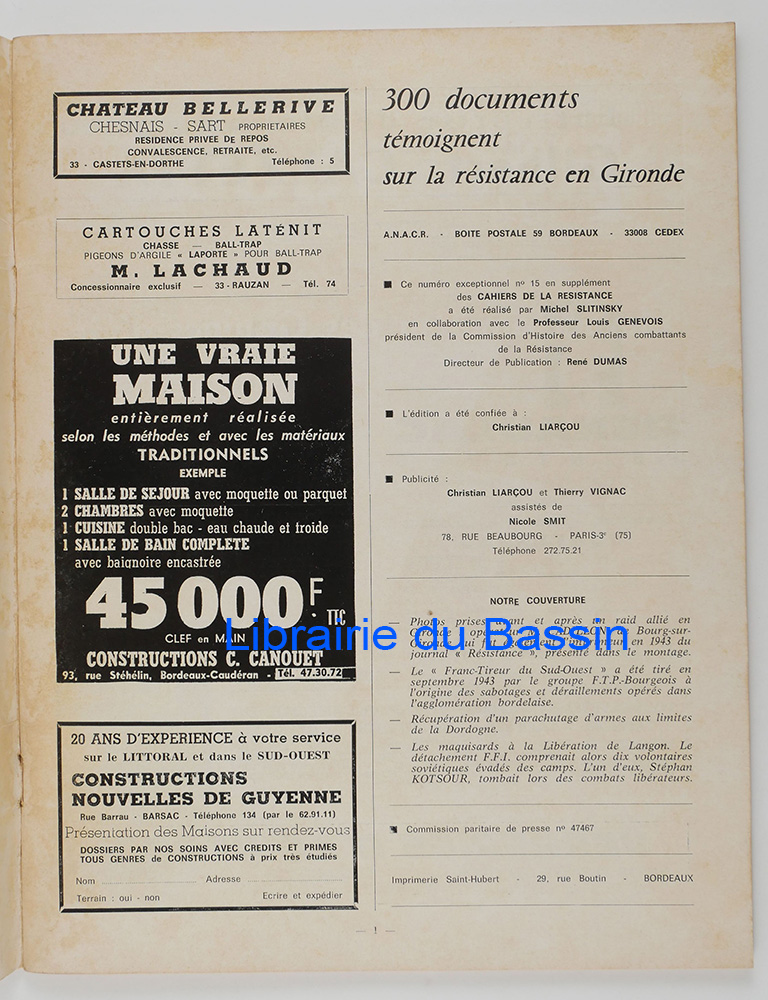 CHATEAU BELLERIVE
CHESNAIS - SART PROPRIETAIRES
RESIDENCE PRIVEE DE REPOS
CONVALESCENCE, RETRAITE, etc.
33 - CASTETS-EN-DORTHE Téléphone : 5
CARTOUCHES LATÉNIT
CHASSE — BALL-TRAP
PIGEONS D'ARGILE « LAPORTE » POUR BALL-TRAP
M. LACHAUD
Concessionnaire exclusif — 33 - RAUZAN — Tél. 74
UNE VRAIE
MAISON
entièrement réalisée
selon les méthodes et avec les matériaux
TRADITIONNELS
EXEMPLE
1 SALLE DE SEJOUR avec moquette ou parquet
2 CHAMBRES avec moquette
1 CUISINE double bac - eau chaude et froide
1 SALLE DE BAIN COMPLETE
avec baignoire encastrée
45 000 F. TTC
CLEF en MAIN
CONSTRUCTIONS C. CANOUET
93, rue Stéhélin, Bordeaux-Caudéran - Tél. 47.30.72
20 ANS D'EXPERIENCE à votre service
sur le LITTORAL et dans le SUD-OUEST
CONSTRUCTIONS
NOUVELLES DE GUYENNE
Rue Barrau - BARSAC - Téléphone 134 (par le 62.91.11)
Présentation des Maisons sur rendez-vous
DOSSIERS PAR NOS SOINS AVEC CREDITS ET PRIMES
TOUS GENRES de CONSTRUCTIONS à prix très étudiés
Nom Adresse
Terrain : oui - non Ecrire et expédier
300 documents
témoignent
sur la résistance en Gironde
A.N.A.C.R. - BOITE POSTALE 59 BORDEAUX - 33008 CEDEX
■ Ce numéro exceptionnel nº 15 en supplément
des CAHIERS DE LA RESISTANCE
a été réalisé par Michel SLITINSKY
en collaboration avec le Professeur Louis GENEVOIS
président de la Commission d'Histoire des Anciens combattants
de la Résistance
Directeur de Publication : René DUMAS
■ L'édition a été confiée à :
Christian LIARÇOU
■ Publicité :
Christian LIARÇOU et Thierry VIGNAC
assistés de
Nicole SMIT
78, RUE BEAUBOURG - PARIS-3e (75)
Téléphone 272.75.21
NOTRE COUVERTURE
— Photos prises avant et après un raid allié en
Gironde Bourg-sur-
Gironde qui fut également l'imprimeur en 1943 du
journal « Résistance », présenté dans le montage.
— Le « Franc-Tireur du Sud-Ouest » a été tiré en
septembre 1943 par le groupe F.T.P.-Bourgeois à
l'origine des sabotages et déraillements opérés dans
l'agglomération bordelaise.
— Récupération d'un parachutage d'armes aux limites
de la Dordogne.
— Les maquisards à la Libération de Langon. Le
détachement F.F.I. comprenait alors dix volontaires
soviétiques évadés des camps. L'un d'eux, Stéphan
KOTSOUR, tombait lors des combats libérateurs.
■ Commission paritaire de presse nº 47467
Imprimerie Saint-Hubert - 29, rue Boutin - BORDEAUX
— 1 —
Librairie du Bassin